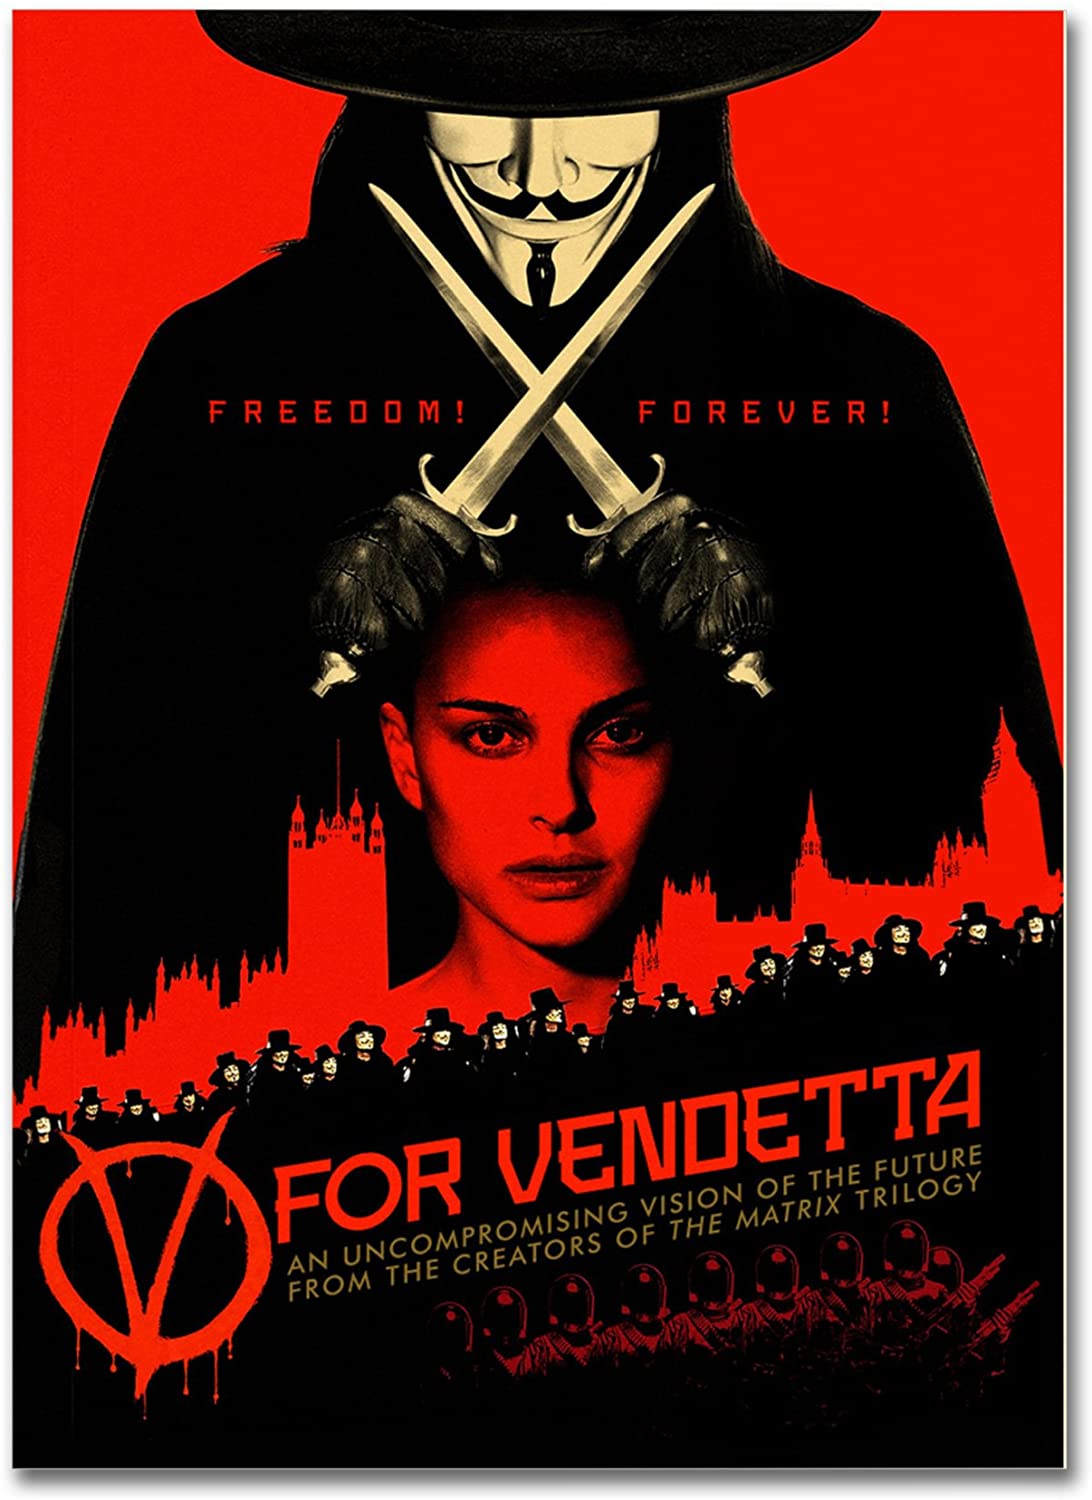 FREEDOM! FOREVER!
V FOR VENDETTA
AN UNCOMPROMISING VISION OF THE FUTURE
FROM THE CREATORS OF THE MATRIX TRILOGY